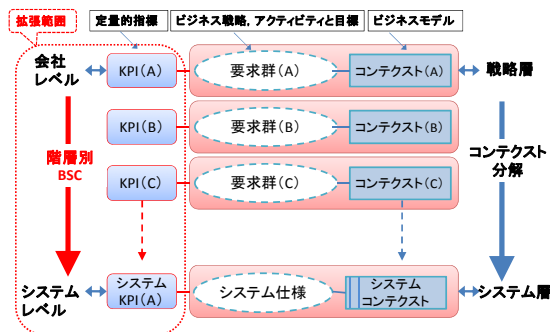 拡張範囲
定量的指標
ビジネス戦略, アクティビティと目標
ビジネスモデル
会社
レベル
KPI(A)
要求群(A)
コンテクスト(A)
戦略層
KPI(B)
要求群(B)
コンテクスト(B)
階層別
BSC
コンテクスト
分解
KPI(C)
要求群(C)
コンテクスト(C)
システム
レベル
システム
KPI(A)
システム仕様
システム
コンテクスト
システム層